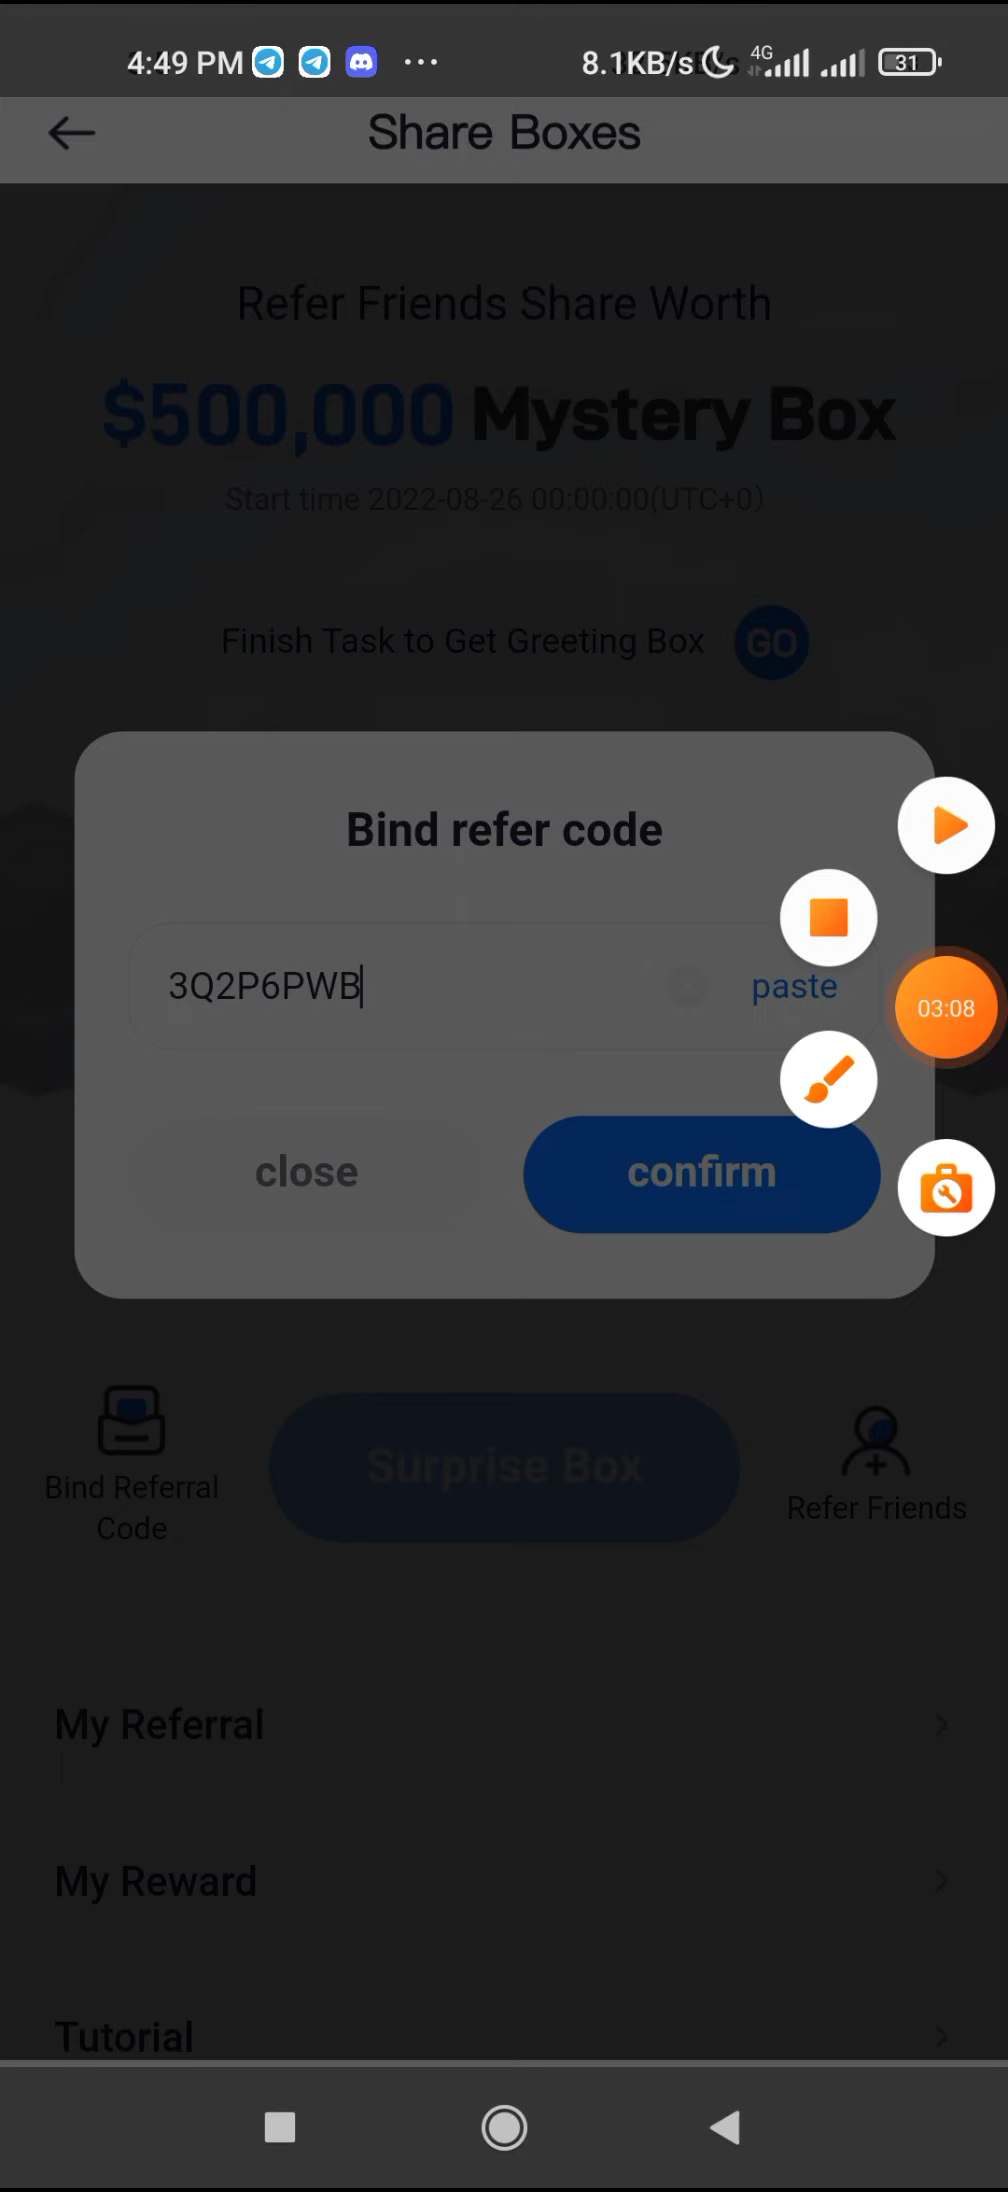 4:49 PM ... 8.1KB/s 4G 31
Share Boxes
Refer Friends Share Worth
$500,000 Mystery Box
Start time 2022-08-26 00:00:00(UTC+0)
Finish Task to Get Greeting Box GO
Bind refer code
3Q2P6PWB paste
03:08
close confirm
Surprise Box
Bind Referral
Code
Refer Friends
My Referral
My Reward
Tutorial